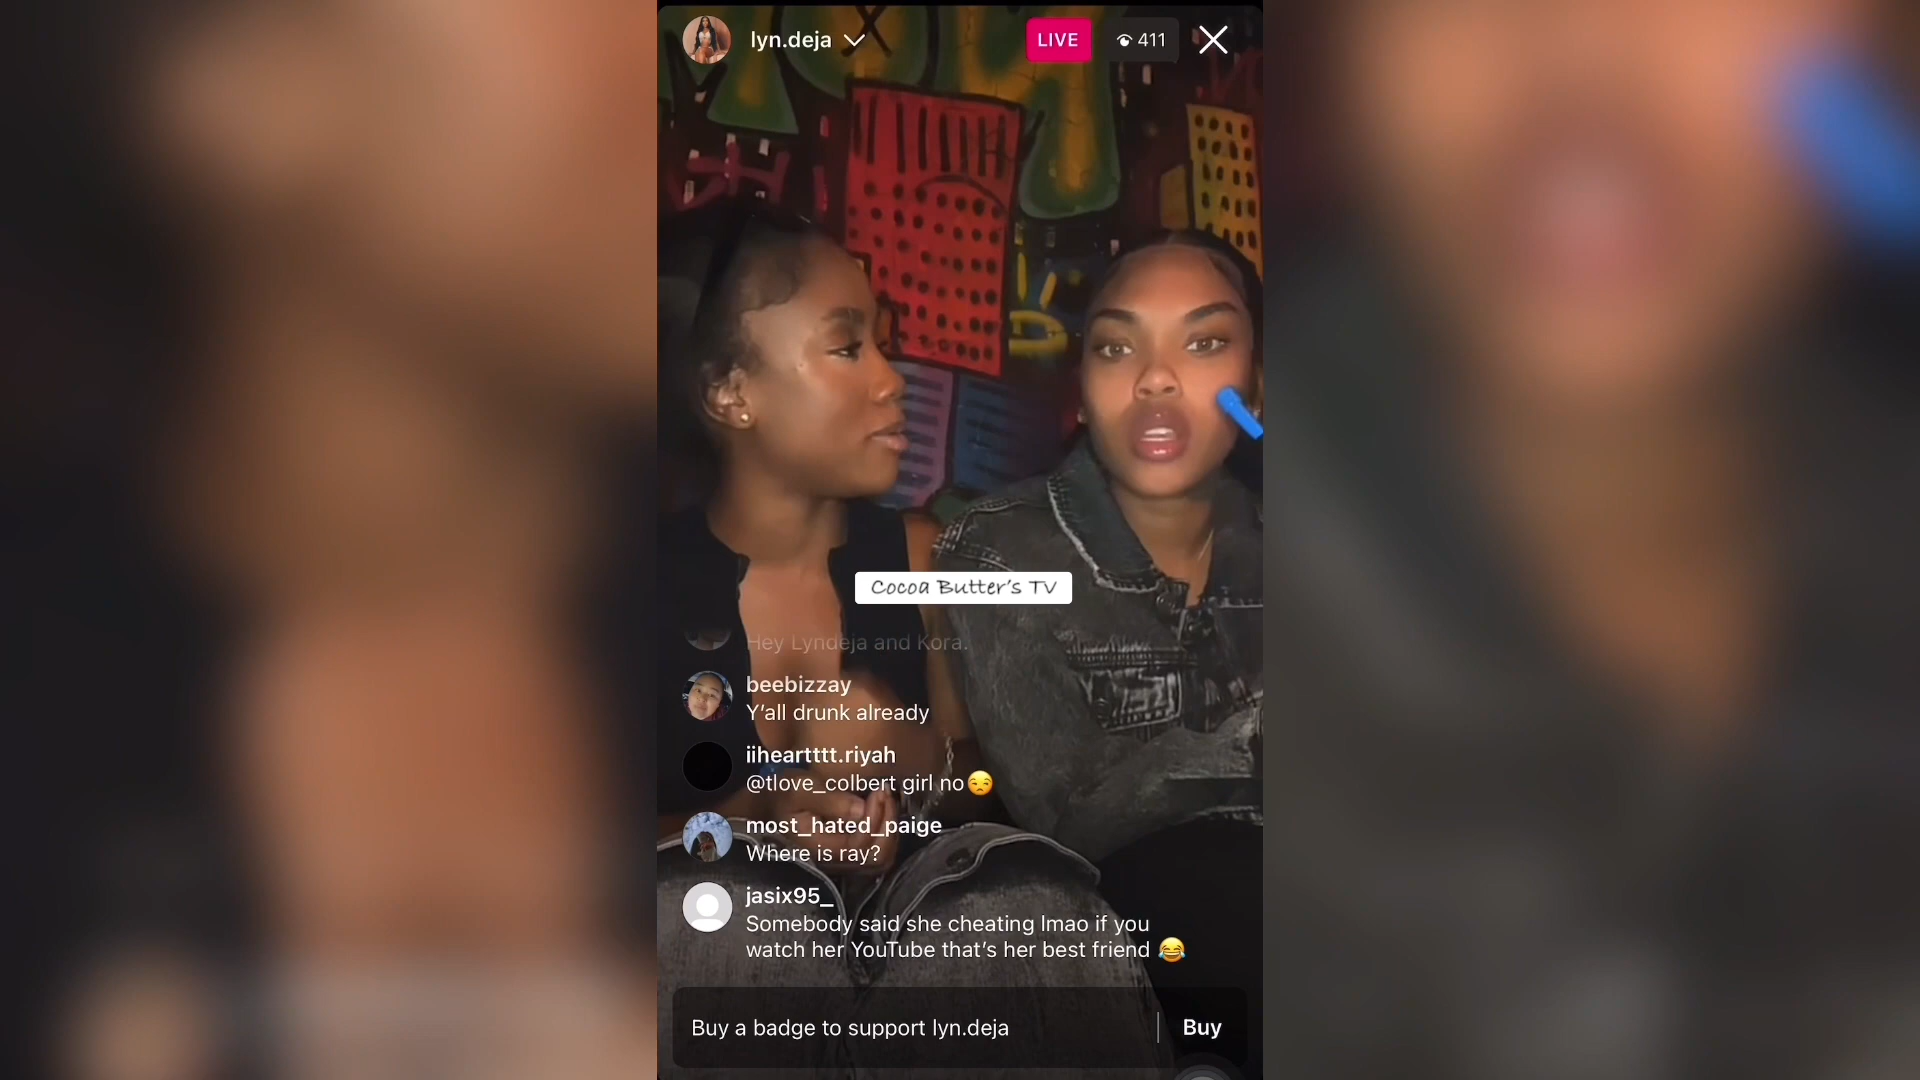 lyn.deja
LIVE
411
Cocoa Butter's TV
Hey Lyndeja and Kora.
beebizzay
Y'all drunk already
iiheartttt.riyah
@tlove_colbert girl no😒
most_hated_paige
Where is ray?
jasix95_
Somebody said she cheating lmao if you
watch her YouTube that's her best friend 😂
Buy a badge to support lyn.deja
Buy